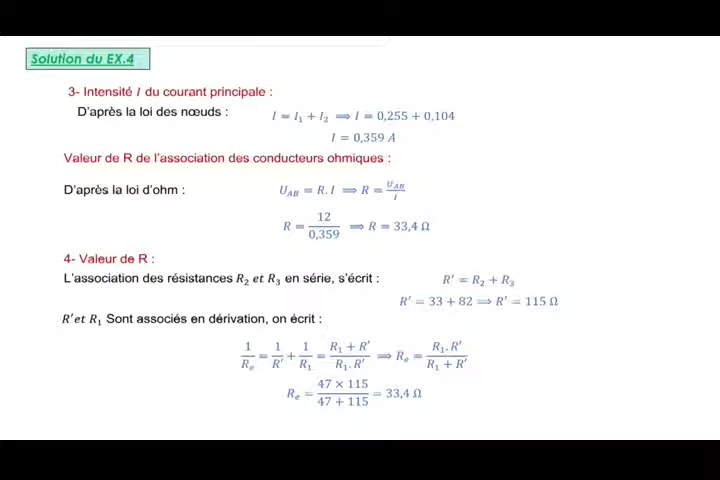 Solution du EX.4
3- Intensité I du courant principale :
D'après la loi des nœuds : I = I₁ + I₂ ⟹ I = 0,255 + 0,104
I = 0,359 A
Valeur de R de l'association des conducteurs ohmiques :
D'après la loi d'ohm : U_AB = R. I ⟹ R = U_AB / I
R = 12 / 0,359 ⟹ R = 33,4 Ω
4- Valeur de R :
L'association des résistances R₂ et R₃ en série, s'écrit : R' = R₂ + R₃
R' = 33 + 82 ⟹ R' = 115 Ω
R'et R₁ Sont associés en dérivation, on écrit :
1/Rₑ = 1/R' + 1/R₁ = (R₁ + R')/(R₁. R') ⟹ Rₑ = (R₁. R')/(R₁ + R')
Rₑ = (47 × 115)/(47 + 115) = 33,4 Ω